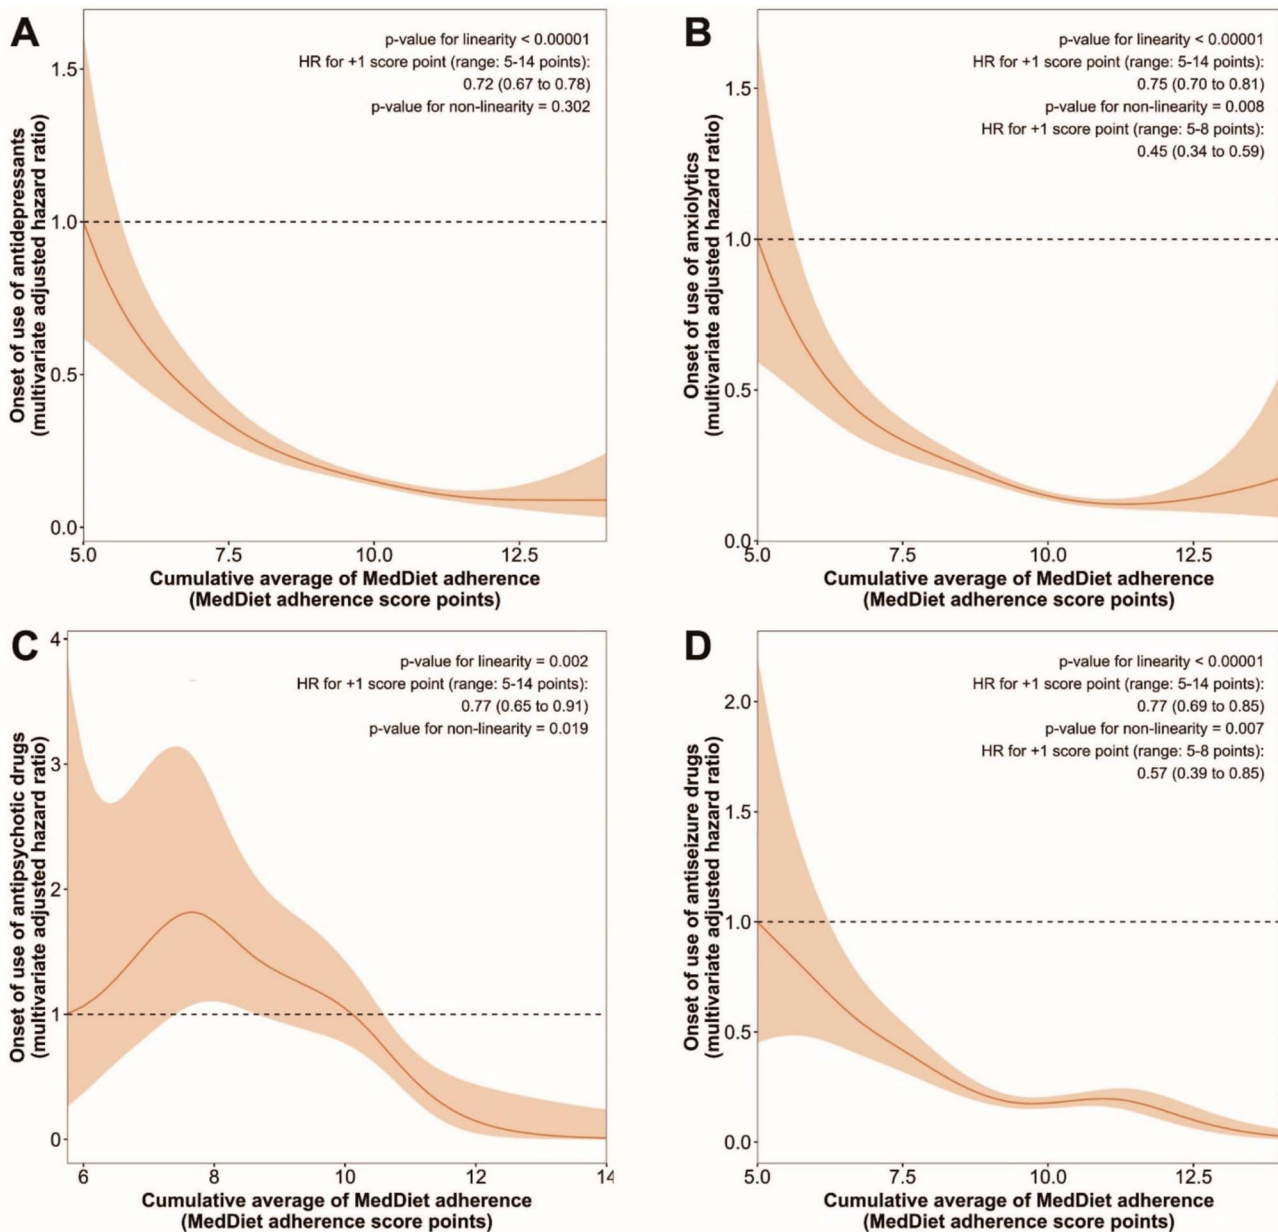 A
p-value for linearity < 0.00001
HR for +1 score point (range: 5-14 points):
0.72 (0.67 to 0.78)
p-value for non-linearity = 0.302
Onset of use of antidepressants
(multivariate adjusted hazard ratio)
1.5
1.0
0.5
0.0
5.0 7.5 10.0 12.5
Cumulative average of MedDiet adherence
(MedDiet adherence score points)
B
p-value for linearity < 0.00001
HR for +1 score point (range: 5-14 points):
0.75 (0.70 to 0.81)
p-value for non-linearity = 0.008
HR for +1 score point (range: 5-8 points):
0.45 (0.34 to 0.59)
Onset of use of anxiolytics
(multivariate adjusted hazard ratio)
1.5
1.0
0.5
0.0
5.0 7.5 10.0 12.5
Cumulative average of MedDiet adherence
(MedDiet adherence score points)
C
p-value for linearity = 0.002
HR for +1 score point (range: 5-14 points):
0.77 (0.65 to 0.91)
p-value for non-linearity = 0.019
Onset of use of antipsychotic drugs
(multivariate adjusted hazard ratio)
4
3
2
1
0
6 8 10 12 14
Cumulative average of MedDiet adherence
(MedDiet adherence score points)
D
p-value for linearity < 0.00001
HR for +1 score point (range: 5-14 points):
0.77 (0.69 to 0.85)
p-value for non-linearity = 0.007
HR for +1 score point (range: 5-8 points):
0.57 (0.39 to 0.85)
Onset of use of antiseizure drugs
(multivariate adjusted hazard ratio)
2.0
1.5
1.0
0.5
0.0
5.0 7.5 10.0 12.5
Cumulative average of MedDiet adherence
(MedDiet adherence score points)